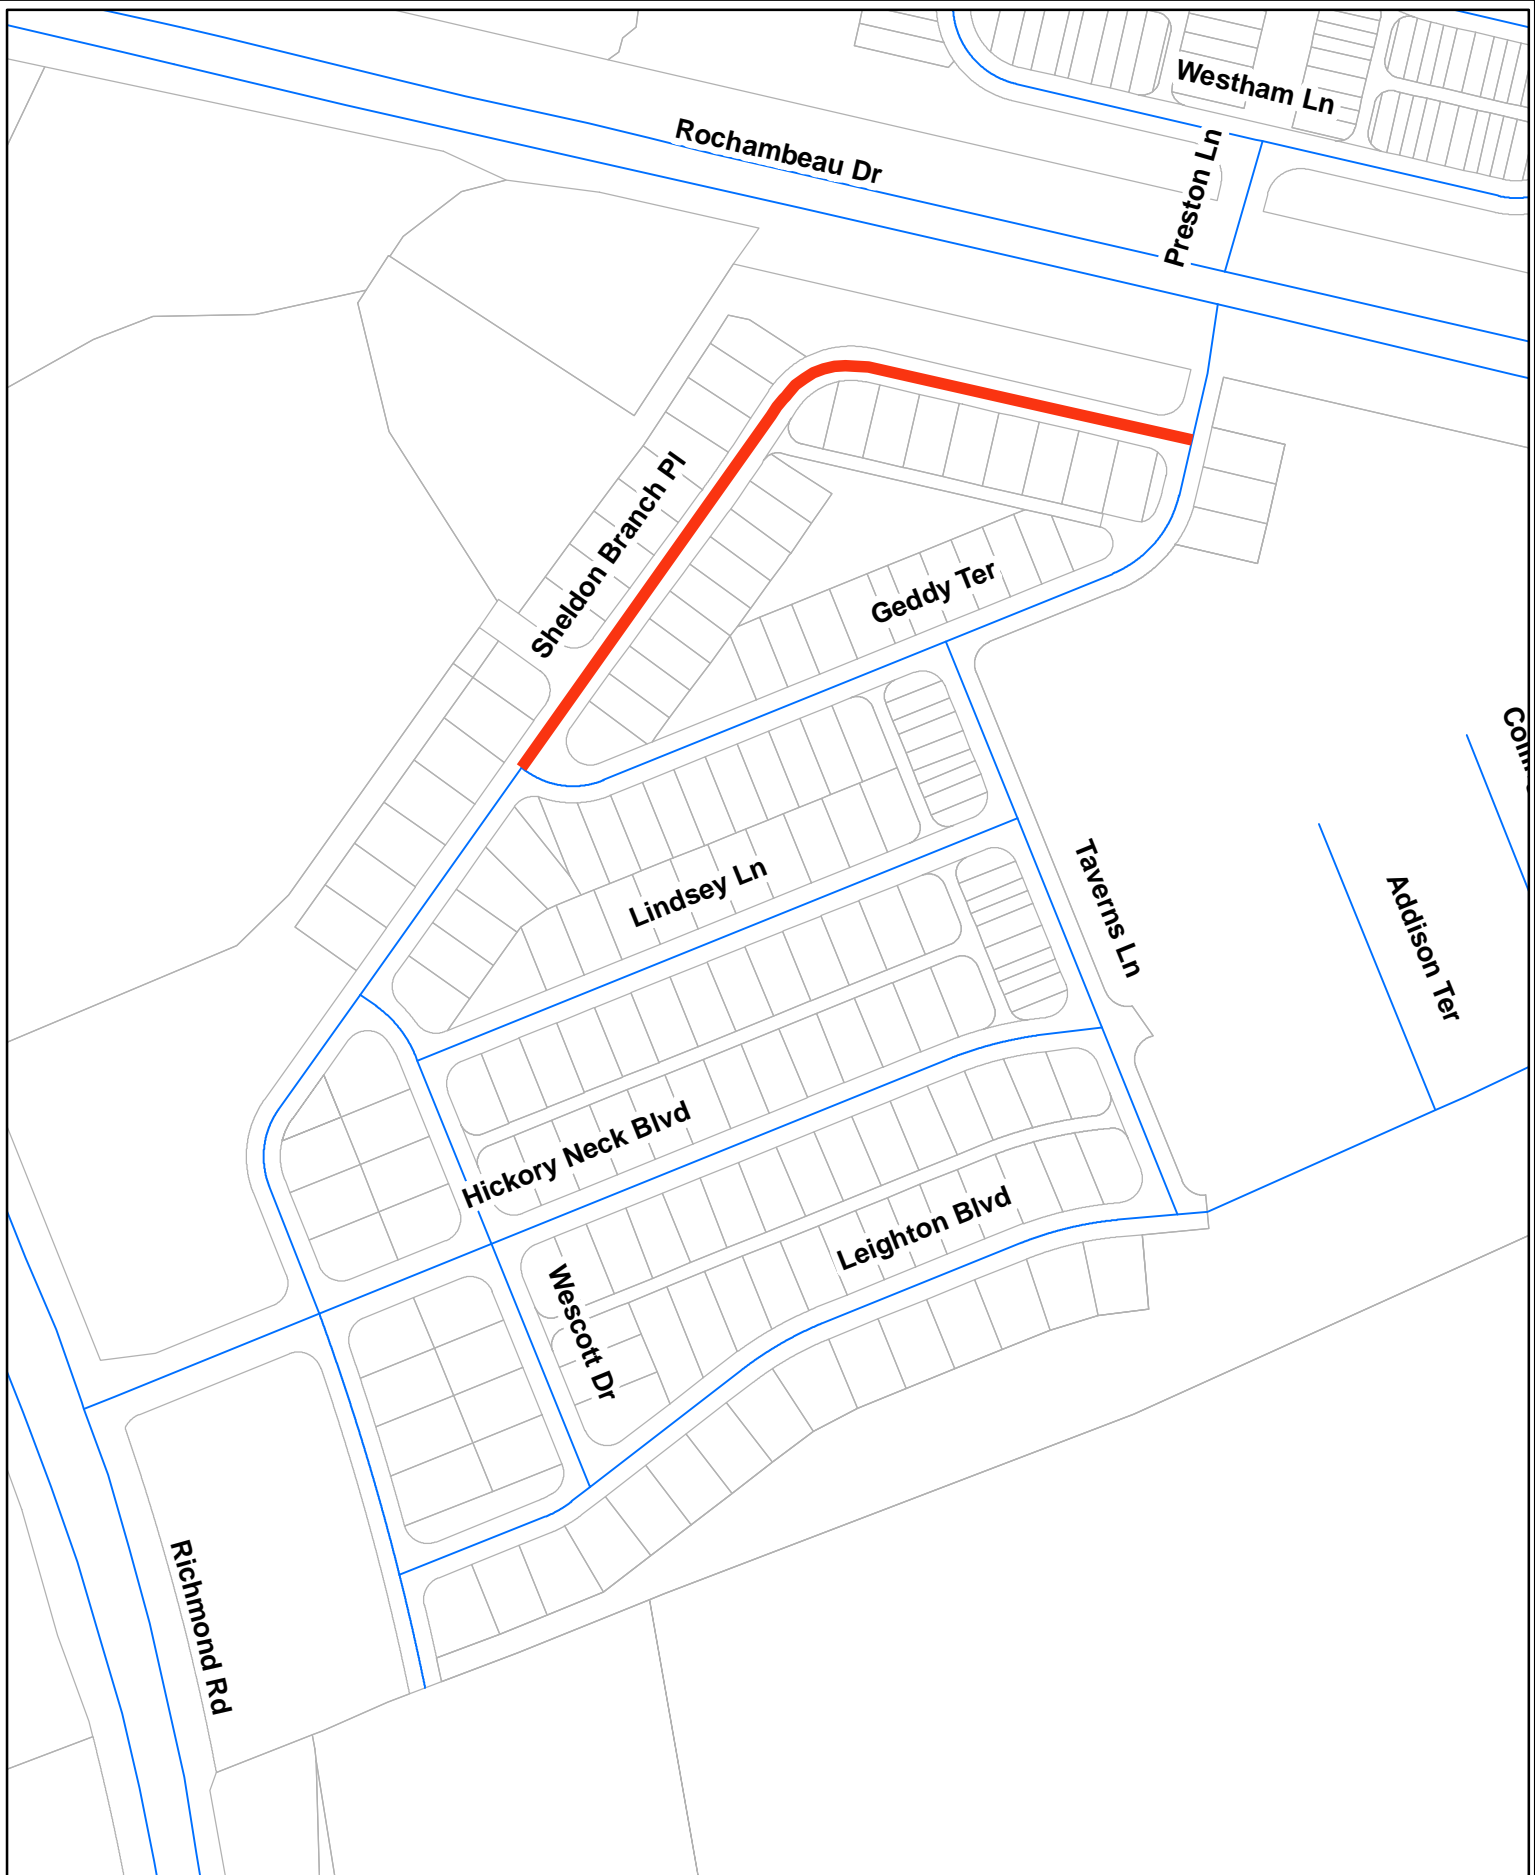 Westham Ln
Rochambeau Dr
Preston Ln
Sheldon Branch Pl
Geddy Ter
Lindsey Ln
Taverns Ln
Addison Ter
Hickory Neck Blvd
Leighton Blvd
Wescott Dr
Richmond Rd